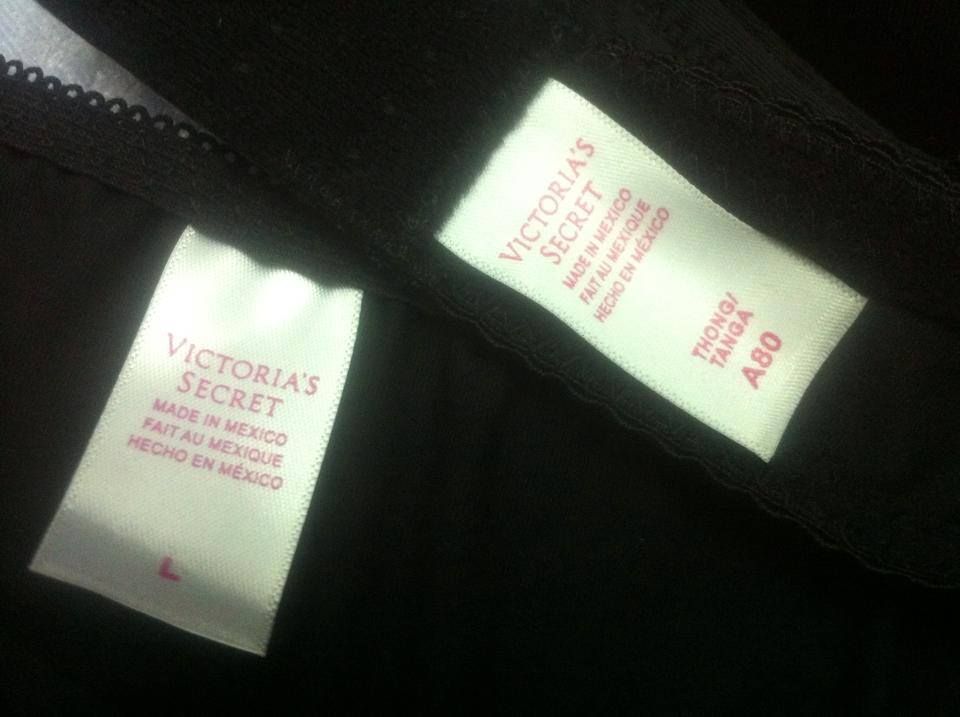 VICTORIA'S
SECRET
MADE IN MEXICO
FAIT AU MEXIQUE
HECHO EN MÉXICO
L
VICTORIA'S
SECRET
MADE IN MEXICO
FAIT AU MEXIQUE
HECHO EN MÉXICO
THONG/
TANGA
A80